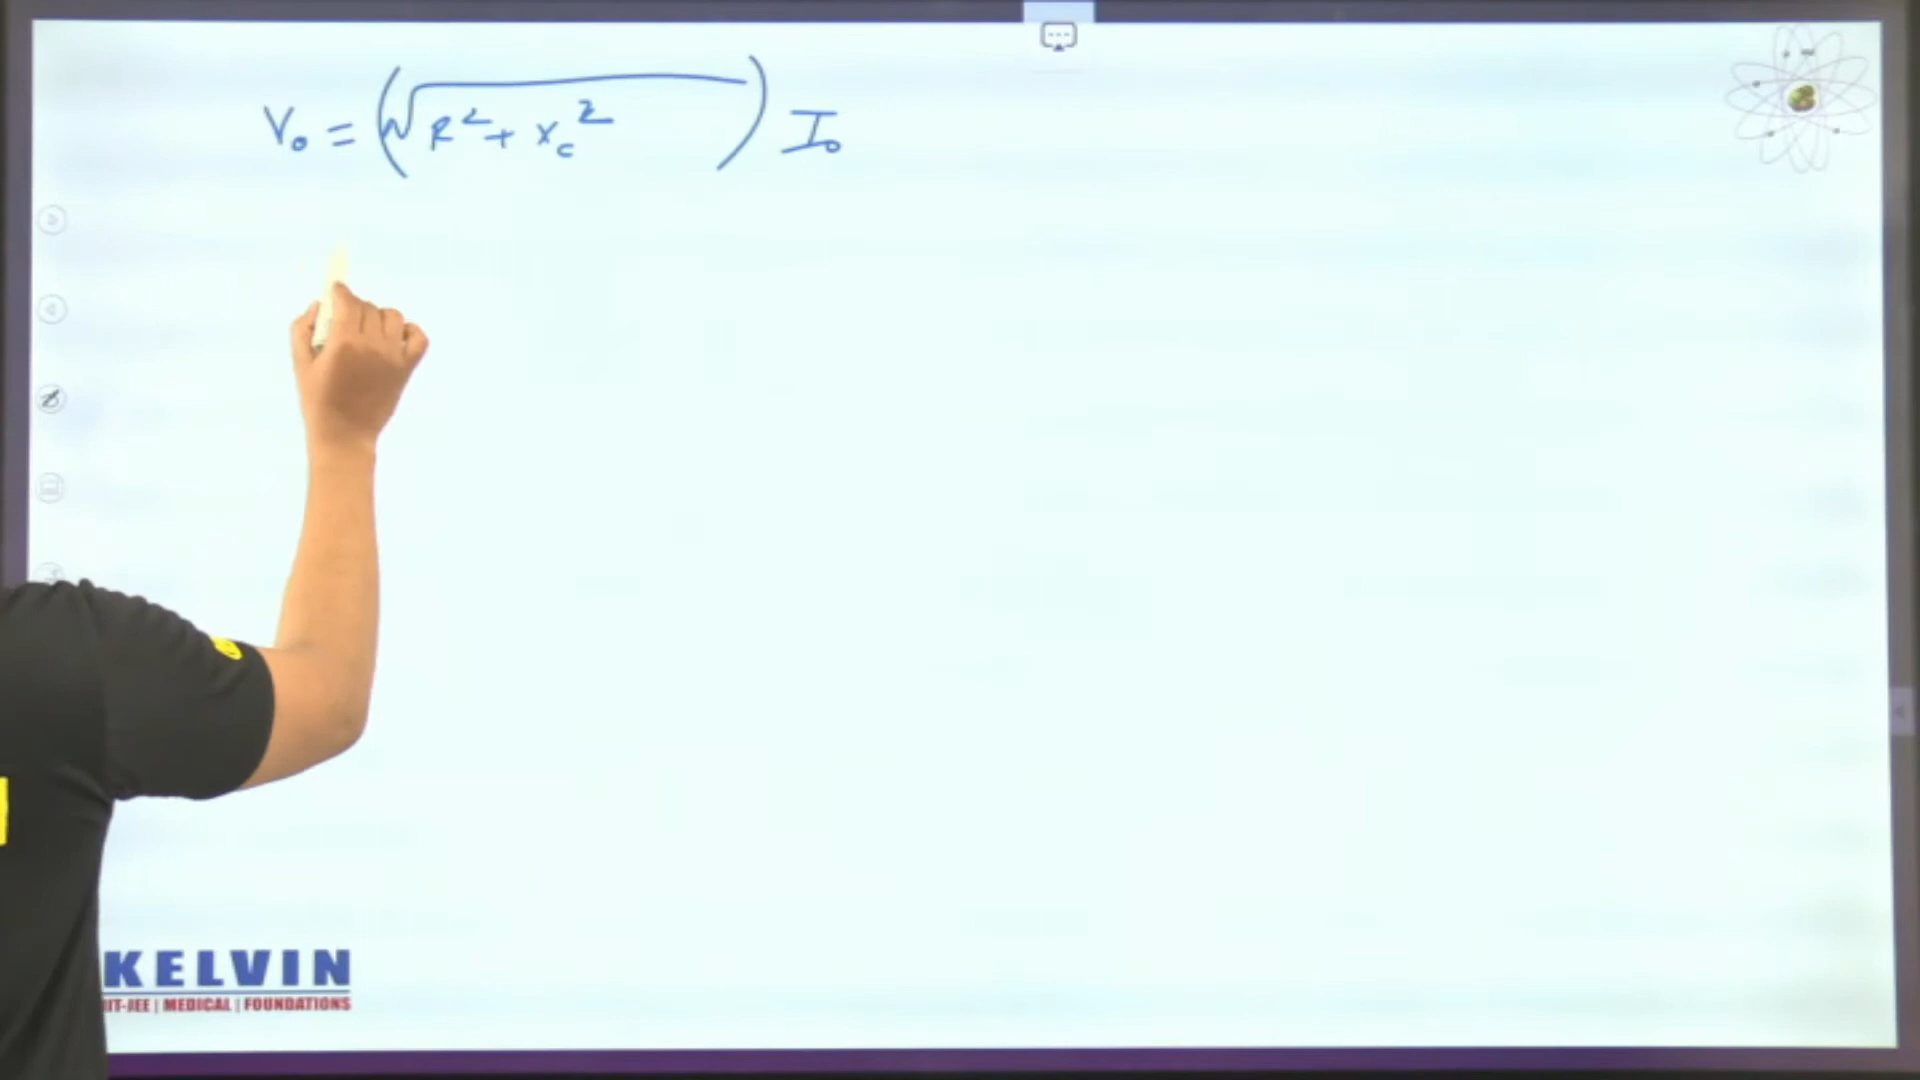 V₀ = (√R² + X_C²) I₀
KELVIN
IIT-JEE | MEDICAL | FOUNDATIONS